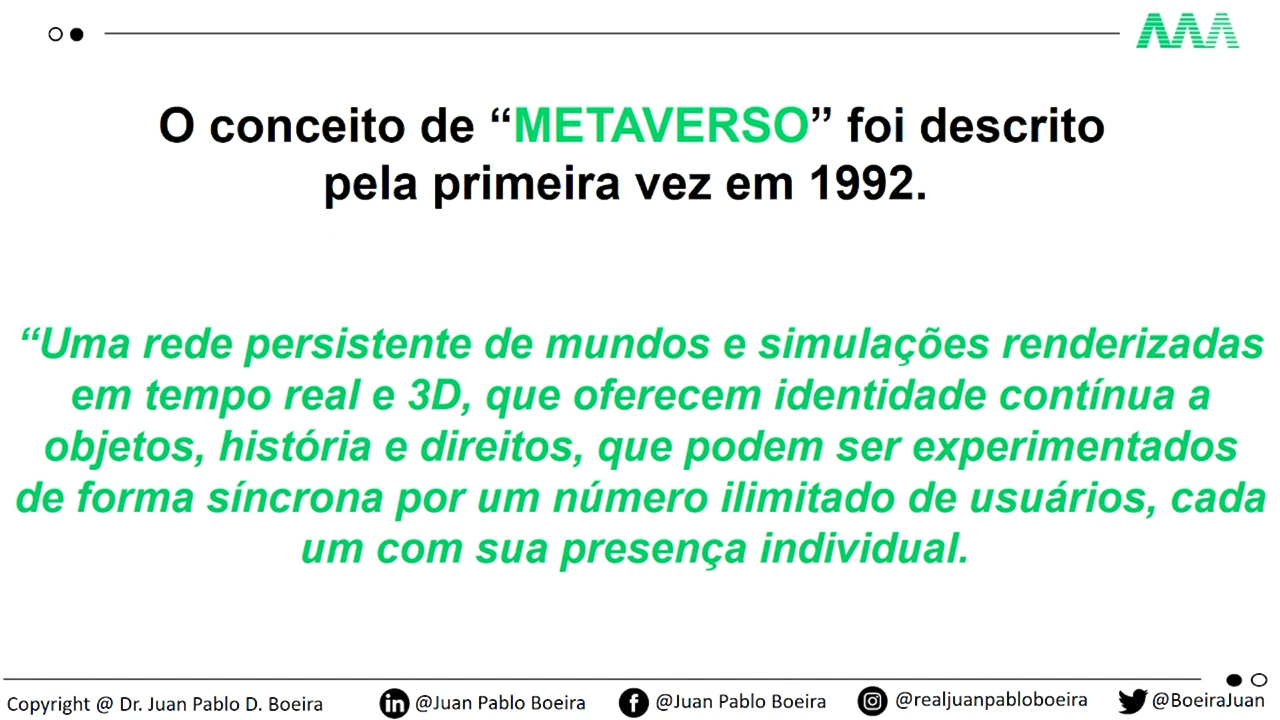 O conceito de “METAVERSO” foi descrito
pela primeira vez em 1992.
“Uma rede persistente de mundos e simulações renderizadas
em tempo real e 3D, que oferecem identidade contínua a
objetos, história e direitos, que podem ser experimentados
de forma síncrona por um número ilimitado de usuários, cada
um com sua presença individual.
Copyright @ Dr. Juan Pablo D. Boeira in @Juan Pablo Boeira f @Juan Pablo Boeira @realjuanpabloboeira @BoeiraJuan